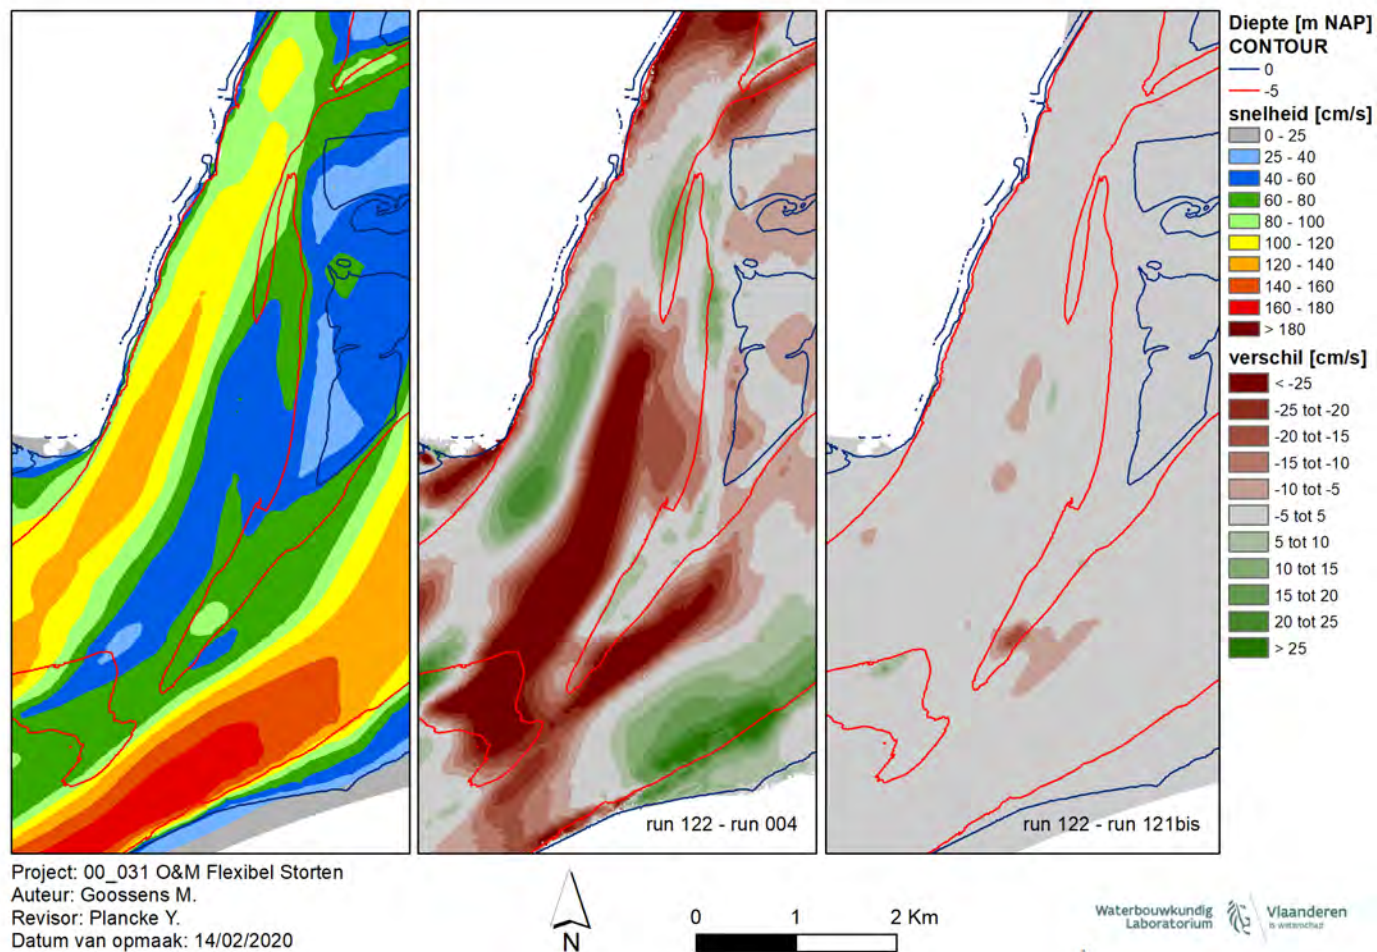 Diepte [m NAP]
CONTOUR
0
-5
snelheid [cm/s]
0 - 25
25 - 40
40 - 60
60 - 80
80 - 100
100 - 120
120 - 140
140 - 160
160 - 180
> 180
verschil [cm/s]
< -25
-25 tot -20
-20 tot -15
-15 tot -10
-10 tot -5
-5 tot 5
5 tot 10
10 tot 15
15 tot 20
20 tot 25
> 25
run 122 - run 004
run 122 - run 121bis
Project: 00_031 O&M Flexibel Storten
Auteur: Goossens M.
Revisor: Plancke Y.
Datum van opmaak: 14/02/2020
N
0 1 2 Km
Waterbouwkundig
Laboratorium
Vlaanderen
is wetenschap